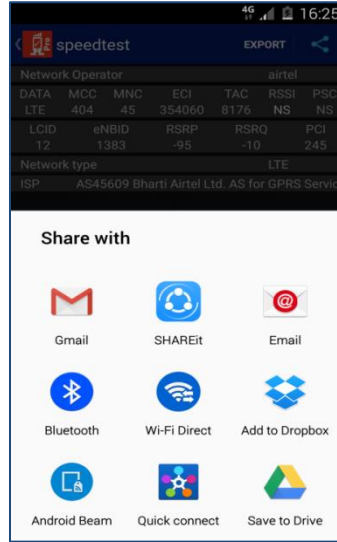 4G 16:25
Pro speedtest EXPORT
Network Operator airtel
DATA MCC MNC ECI TAC RSSI PSC
LTE 404 45 354060 8176 NS NS
LCID eNBID RSRP RSRQ PCI
12 1383 -95 -10 245
Network type LTE
ISP AS45609 Bharti Airtel Ltd. AS for GPRS Servic
Share with
Gmail SHAREit Email
Bluetooth Wi-Fi Direct Add to Dropbox
Android Beam Quick connect Save to Drive